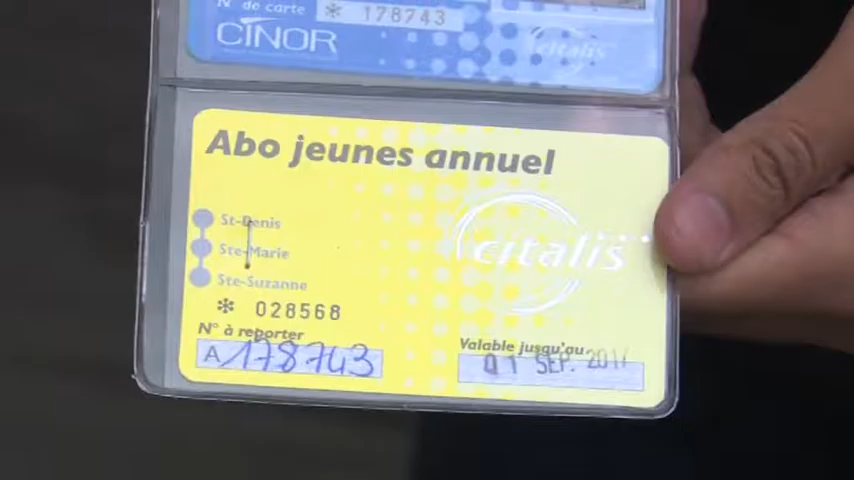 N° de carte
* 178743
CINOR
citalis
Abo jeunes annuel
St-Denis
Ste-Marie
Ste-Suzanne
citalis
* 028568
N° à reporter
A 178743
Valable jusqu'au
01 SEP. 2011